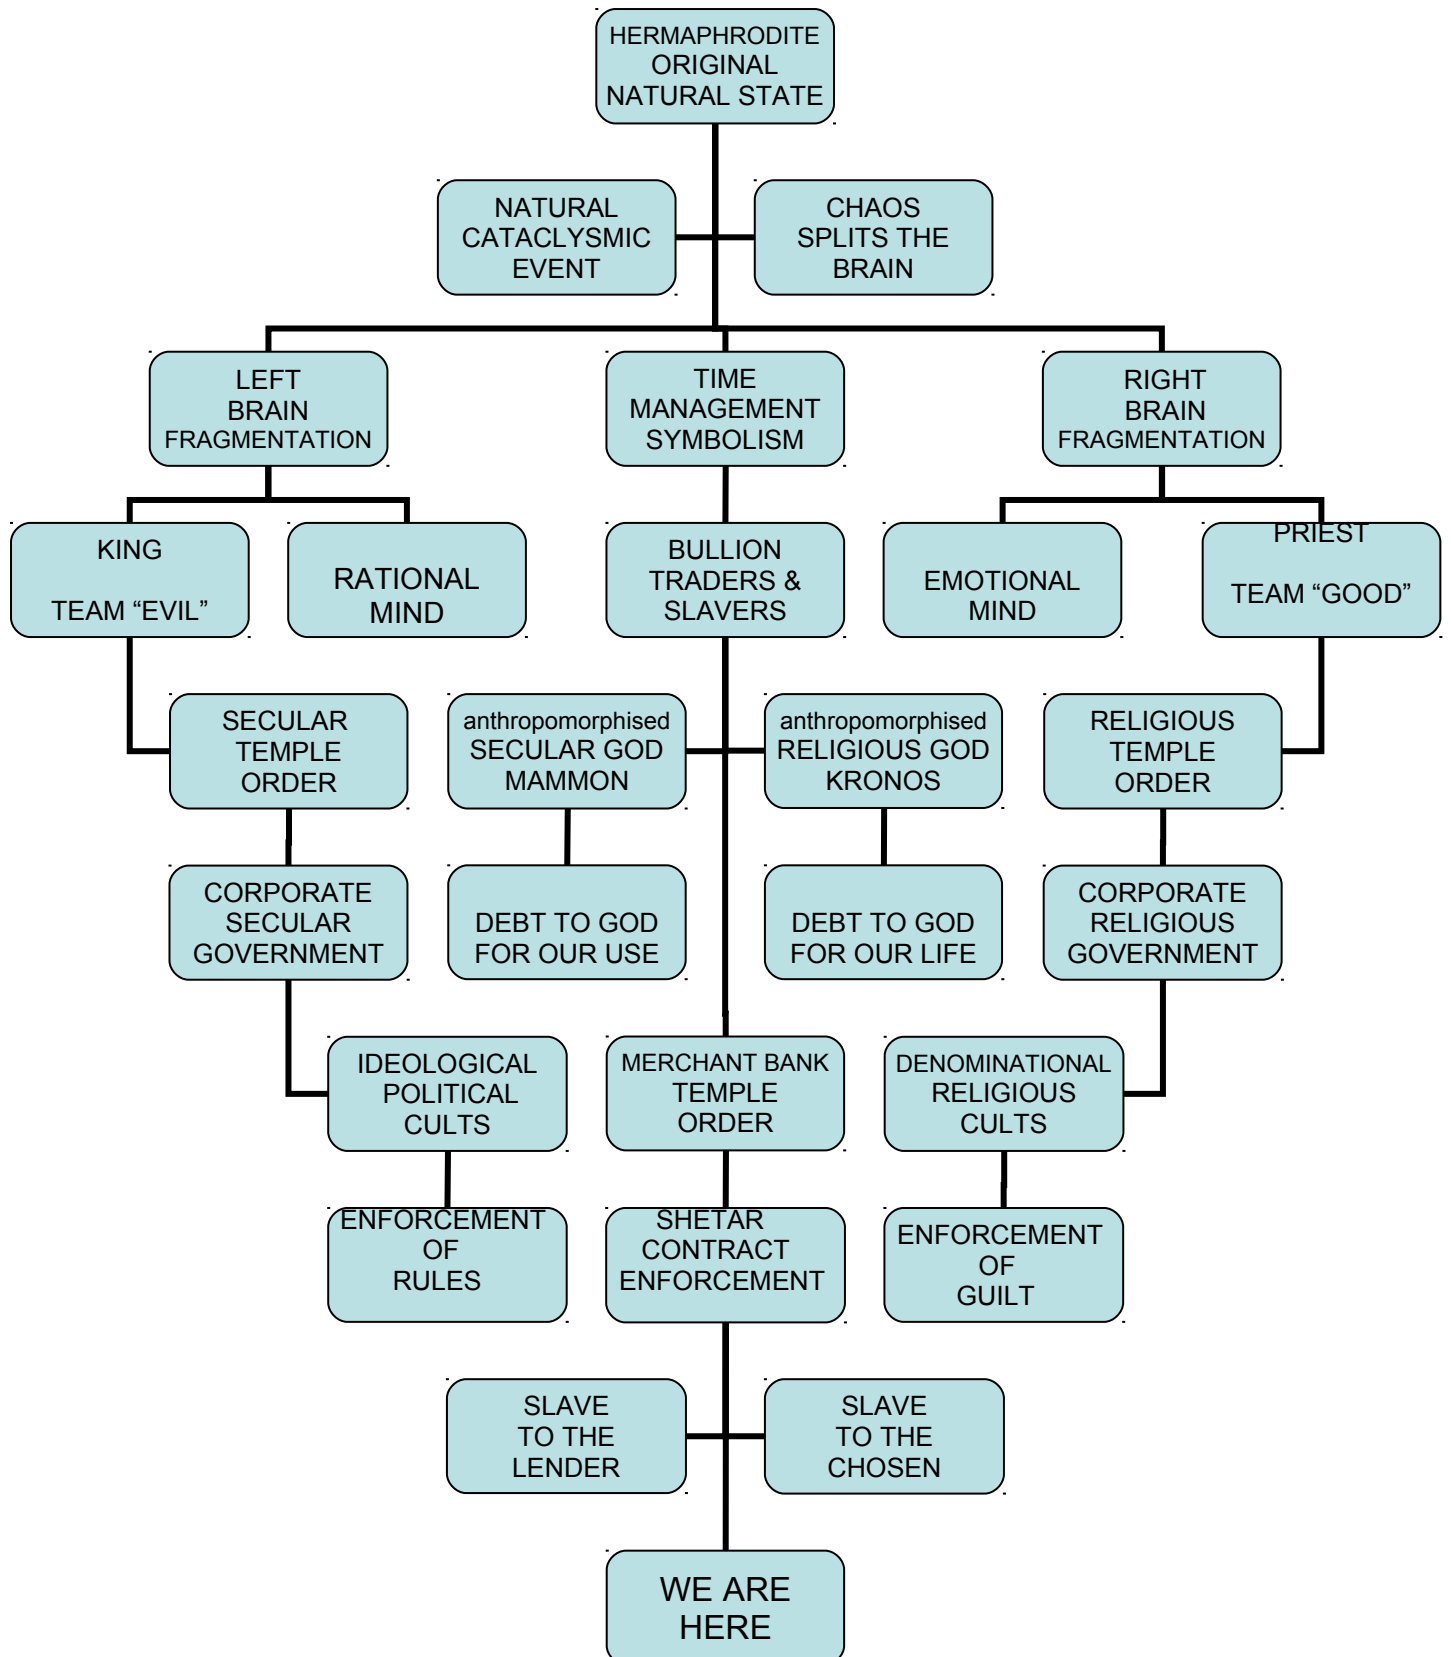 HERMAPHRODITE
ORIGINAL
NATURAL STATE
NATURAL
CATACLYSMIC
EVENT
CHAOS
SPLITS THE
BRAIN
LEFT
BRAIN
FRAGMENTATION
TIME
MANAGEMENT
SYMBOLISM
RIGHT
BRAIN
FRAGMENTATION
KING
TEAM “EVIL”
RATIONAL
MIND
BULLION
TRADERS &
SLAVERS
EMOTIONAL
MIND
PRIEST
TEAM “GOOD”
SECULAR
TEMPLE
ORDER
anthropomorphised
SECULAR GOD
MAMMON
anthropomorphised
RELIGIOUS GOD
KRONOS
RELIGIOUS
TEMPLE
ORDER
CORPORATE
SECULAR
GOVERNMENT
DEBT TO GOD
FOR OUR USE
DEBT TO GOD
FOR OUR LIFE
CORPORATE
RELIGIOUS
GOVERNMENT
IDEOLOGICAL
POLITICAL
CULTS
MERCHANT BANK
TEMPLE
ORDER
DENOMINATIONAL
RELIGIOUS
CULTS
ENFORCEMENT
OF
RULES
SHETAR
CONTRACT
ENFORCEMENT
ENFORCEMENT
OF
GUILT
SLAVE
TO THE
LENDER
SLAVE
TO THE
CHOSEN
WE ARE
HERE